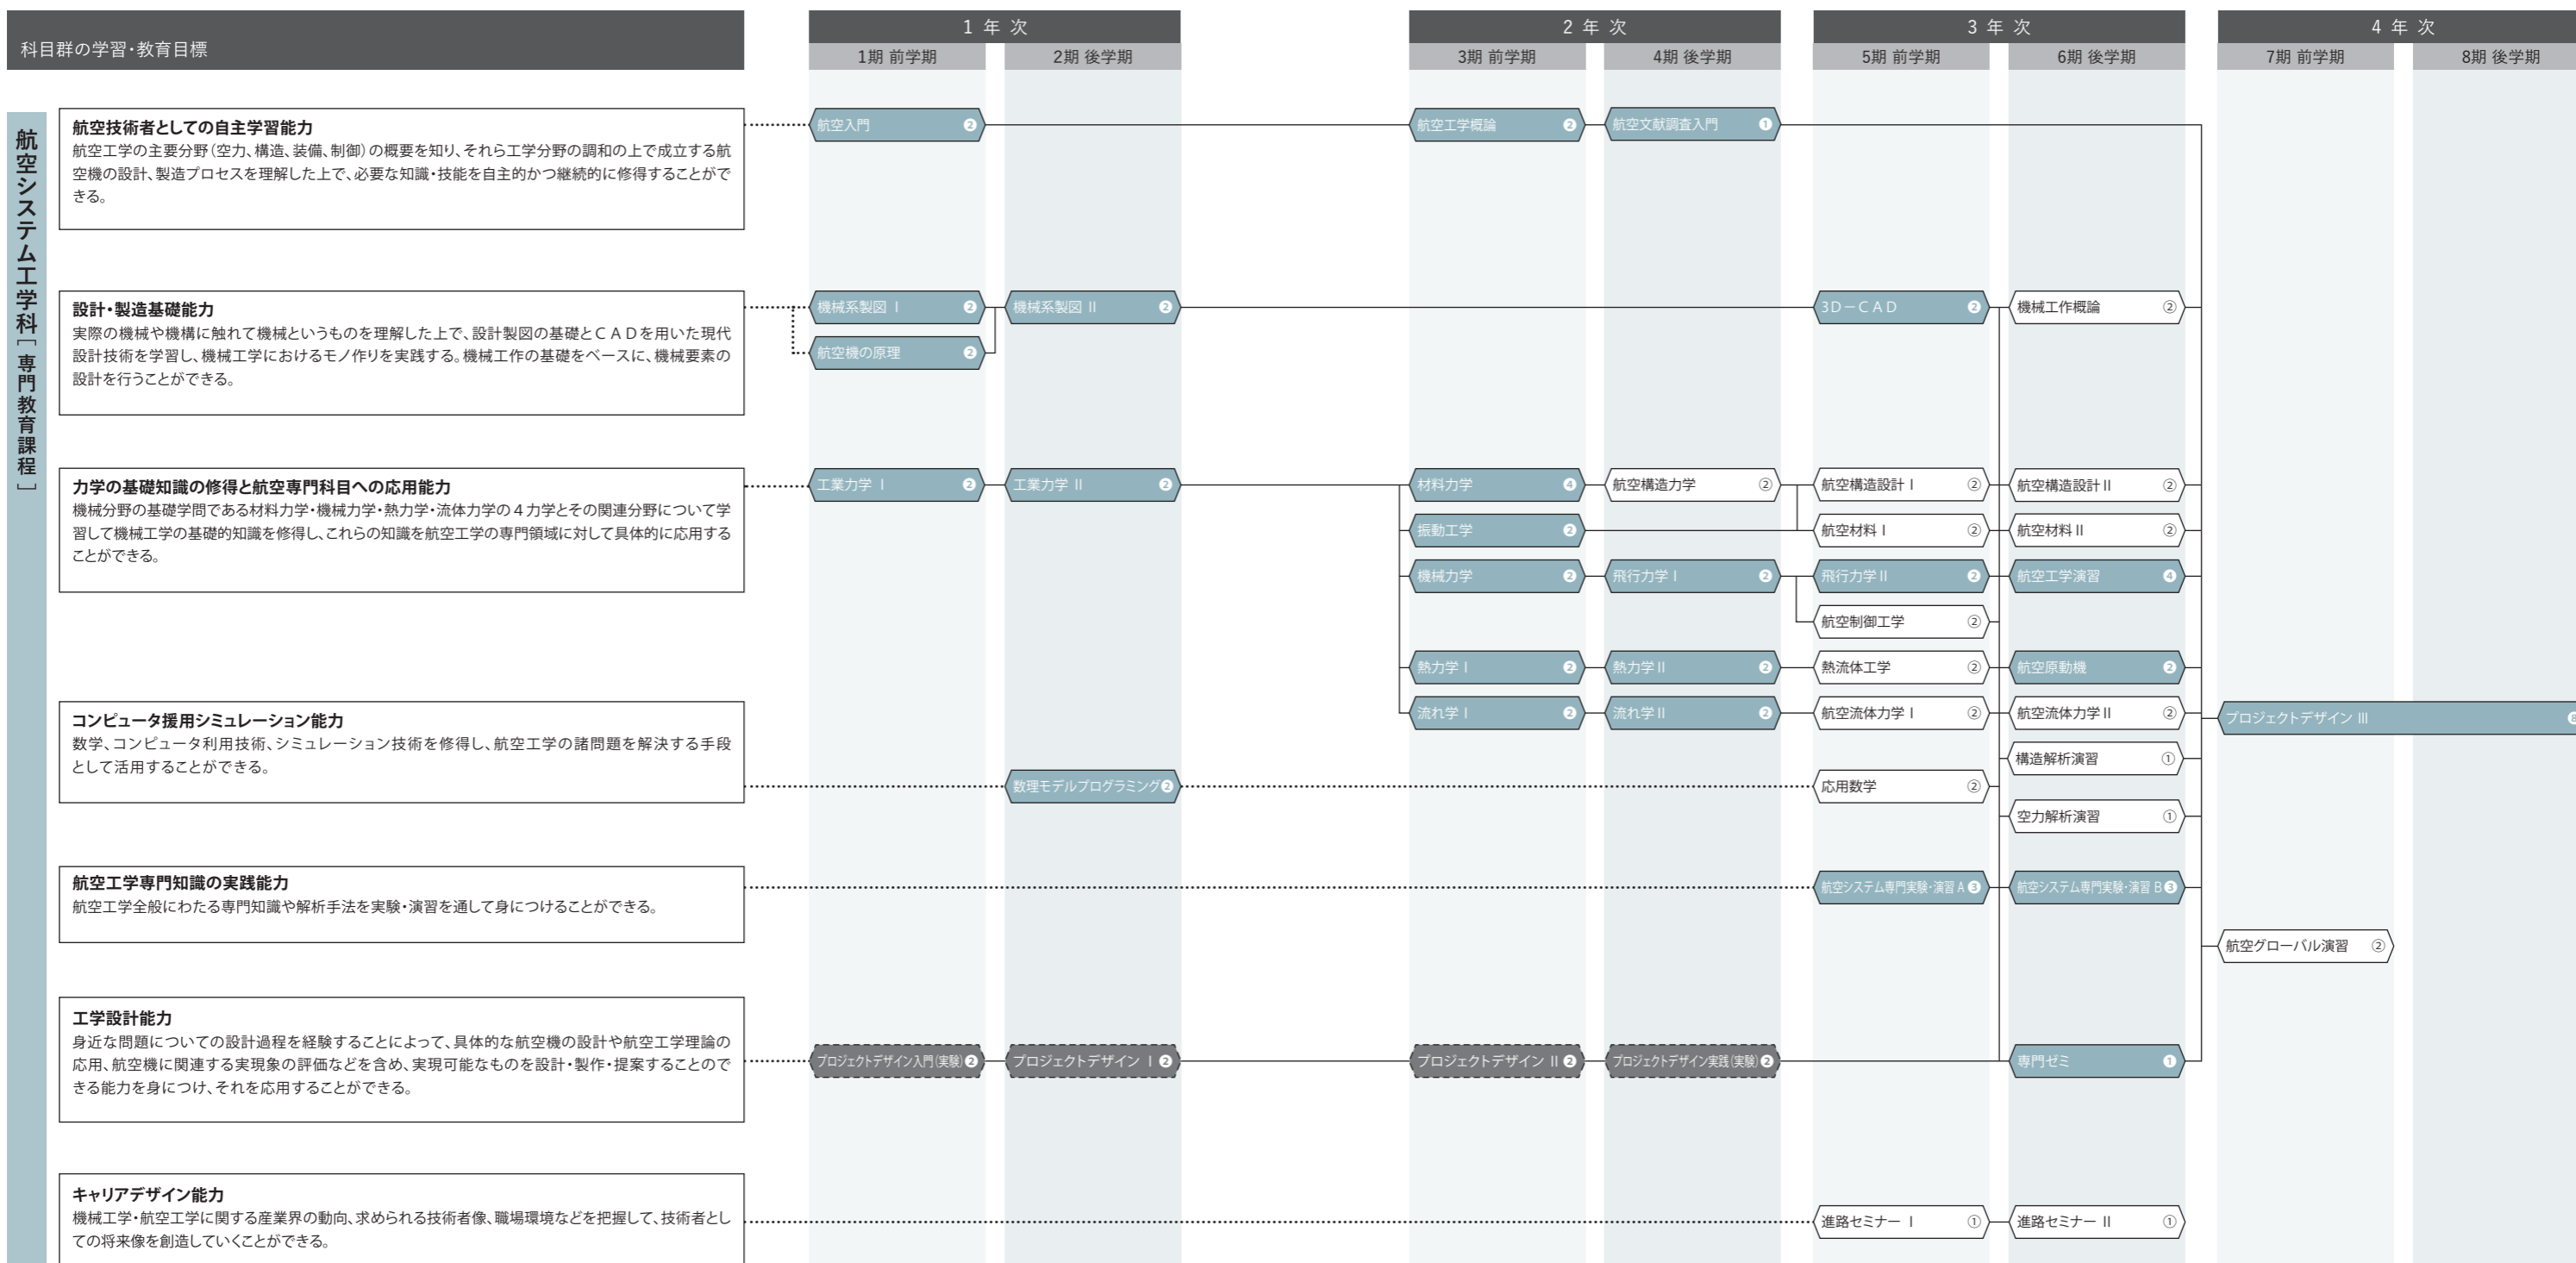 科目群の学習・教育目標
1 年 次
2 年 次
3 年 次
4 年 次
1期 前学期
2期 後学期
3期 前学期
4期 後学期
5期 前学期
6期 後学期
7期 前学期
8期 後学期
航空システム工学科［専門教育課程］
航空技術者としての自主学習能力
航空工学の主要分野（空力、構造、装備、制御）の概要を知り、それら工学分野の調和の上で成立する航
空機の設計、製造プロセスを理解した上で、必要な知識・技能を自主的かつ継続的に修得することがで
きる。
航空入門 ❷
航空工学概論 ❷
航空文献調査入門 ❶
設計・製造基礎能力
実際の機械や機構に触れて機械というものを理解した上で、設計製図の基礎とＣＡＤを用いた現代
設計技術を学習し、機械工学におけるモノ作りを実践する。機械工作の基礎をベースに、機械要素の
設計を行うことができる。
機械系製図 Ⅰ ❷
機械系製図 Ⅱ ❷
3D－ＣＡＤ ❷
機械工作概論 ②
航空機の原理 ❷
力学の基礎知識の修得と航空専門科目への応用能力
機械分野の基礎学問である材料力学・機械力学・熱力学・流体力学の４力学とその関連分野について学
習して機械工学の基礎的知識を修得し、これらの知識を航空工学の専門領域に対して具体的に応用する
ことができる。
工業力学 Ⅰ ❷
工業力学 Ⅱ ❷
材料力学 ❹
航空構造力学 ②
航空構造設計Ⅰ ②
航空構造設計Ⅱ ②
振動工学 ❷
航空材料Ⅰ ②
航空材料Ⅱ ②
機械力学 ❷
飛行力学Ⅰ ❷
飛行力学Ⅱ ❷
航空工学演習 ❹
航空制御工学 ②
熱力学Ⅰ ❷
熱力学Ⅱ ❷
熱流体工学 ②
航空原動機 ❷
流れ学Ⅰ ❷
流れ学Ⅱ ❷
航空流体力学Ⅰ ②
航空流体力学Ⅱ ②
プロジェクトデザイン Ⅲ ❽
コンピュータ援用シミュレーション能力
数学、コンピュータ利用技術、シミュレーション技術を修得し、航空工学の諸問題を解決する手段
として活用することができる。
構造解析演習 ①
数理モデルプログラミング❷
応用数学 ②
空力解析演習 ①
航空工学専門知識の実践能力
航空工学全般にわたる専門知識や解析手法を実験・演習を通して身につけることができる。
航空システム専門実験・演習 A❸
航空システム専門実験・演習 B❸
航空グローバル演習 ②
工学設計能力
身近な問題についての設計過程を経験することによって、具体的な航空機の設計や航空工学理論の
応用、航空機に関連する実現象の評価などを含め、実現可能なものを設計・製作・提案することので
きる能力を身につけ、それを応用することができる。
プロジェクトデザイン入門（実験）❷
プロジェクトデザイン Ⅰ❷
プロジェクトデザイン Ⅱ❷
プロジェクトデザイン実践（実験）❷
専門ゼミ ❶
キャリアデザイン能力
機械工学・航空工学に関する産業界の動向、求められる技術者像、職場環境などを把握して、技術者とし
ての将来像を創造していくことができる。
進路セミナー Ⅰ ①
進路セミナー Ⅱ ①